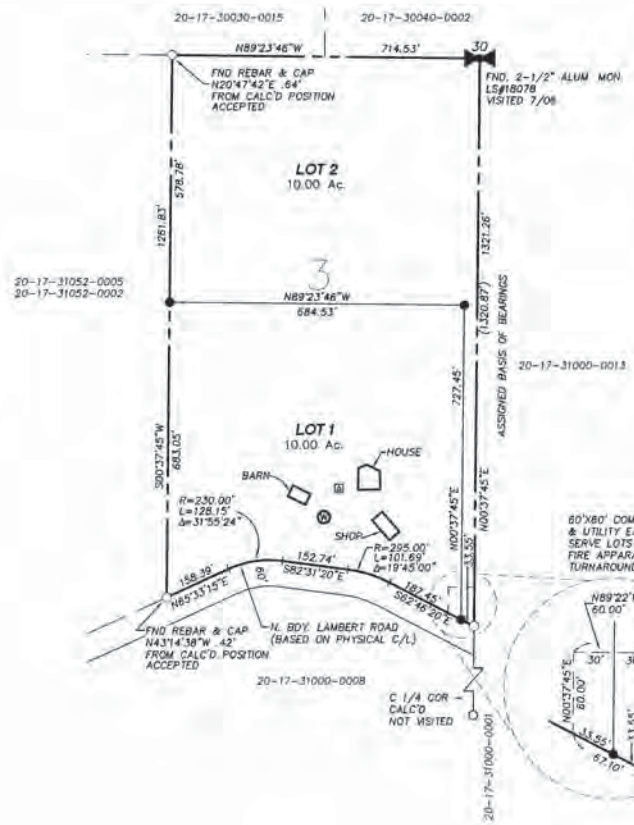 20-17-30030-0015
20-17-30040-0002
N89°23'46"W
714.53'
30
FND REBAR & CAP
N20°47'42"E .64'
FROM CALC'D POSITION
ACCEPTED
FND. 2-1/2" ALUM MON
LS#18078
VISITED 7/06
LOT 2
10.00 Ac.
578.78'
1261.83'
1321.26'
(1320.87')
ASSIGNED BASIS OF BEARINGS
20-17-31052-0005
20-17-31052-0002
3
N89°23'46"W
684.53'
20-17-31000-0013
727.45'
S00°37'45"W
683.05'
LOT 1
10.00 Ac.
HOUSE
BARN
W
SHOP
N00°37'45"E
N00°37'45"E
33.55'
R=230.00'
L=128.15'
Δ=31°55'24"
R=295.00'
L=101.69'
Δ=19°45'00"
158.39'
N65°33'15"E
152.74'
S82°31'20"E
187.45'
S62°46'20"E
60'
N. BDY. LAMBERT ROAD
(BASED ON PHYSICAL C/L)
FND REBAR & CAP
N43°14'38"W .42'
FROM CALC'D POSITION
ACCEPTED
20-17-31000-0008
C 1/4 COR
CALC'D
NOT VISITED
20-17-31000-0001
60'X60' COM
& UTILITY E
SERVE LOTS
FIRE APPARA
TURNAROUND
N89°22'1
60.00'
30'
30
N00°37'45"E
60.00'
33.55'
33.55'
67.10'